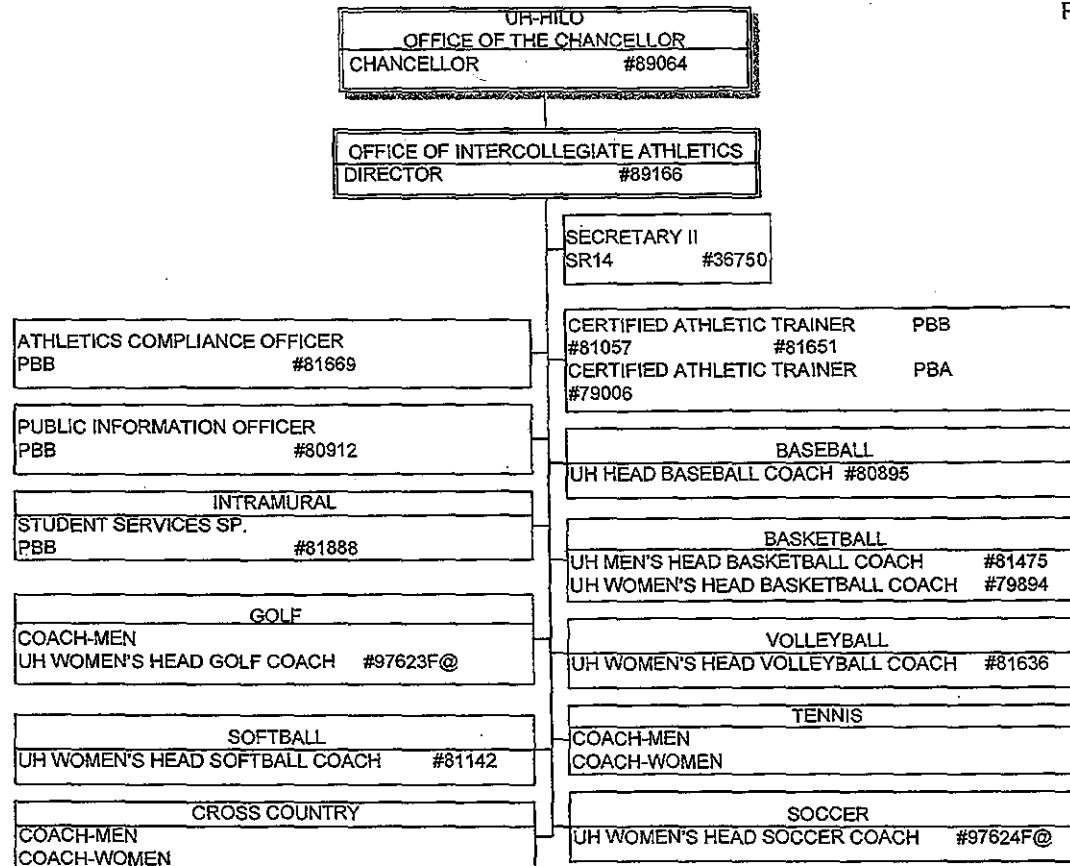 F
UH-HILO
OFFICE OF THE CHANCELLOR
CHANCELLOR #89064
OFFICE OF INTERCOLLEGIATE ATHLETICS
DIRECTOR #89166
SECRETARY II
SR14 #36750
ATHLETICS COMPLIANCE OFFICER
PBB #81669
CERTIFIED ATHLETIC TRAINER PBB
#81057 #81651
CERTIFIED ATHLETIC TRAINER PBA
#79006
PUBLIC INFORMATION OFFICER
PBB #80912
BASEBALL
UH HEAD BASEBALL COACH #80895
INTRAMURAL
STUDENT SERVICES SP.
PBB #81888
BASKETBALL
UH MEN'S HEAD BASKETBALL COACH #81475
UH WOMEN'S HEAD BASKETBALL COACH #79894
GOLF
COACH-MEN
UH WOMEN'S HEAD GOLF COACH #97623F@
VOLLEYBALL
UH WOMEN'S HEAD VOLLEYBALL COACH #81636
SOFTBALL
UH WOMEN'S HEAD SOFTBALL COACH #81142
TENNIS
COACH-MEN
COACH-WOMEN
CROSS COUNTRY
COACH-MEN
COACH-WOMEN
SOCCER
UH WOMEN'S HEAD SOCCER COACH #97624F@